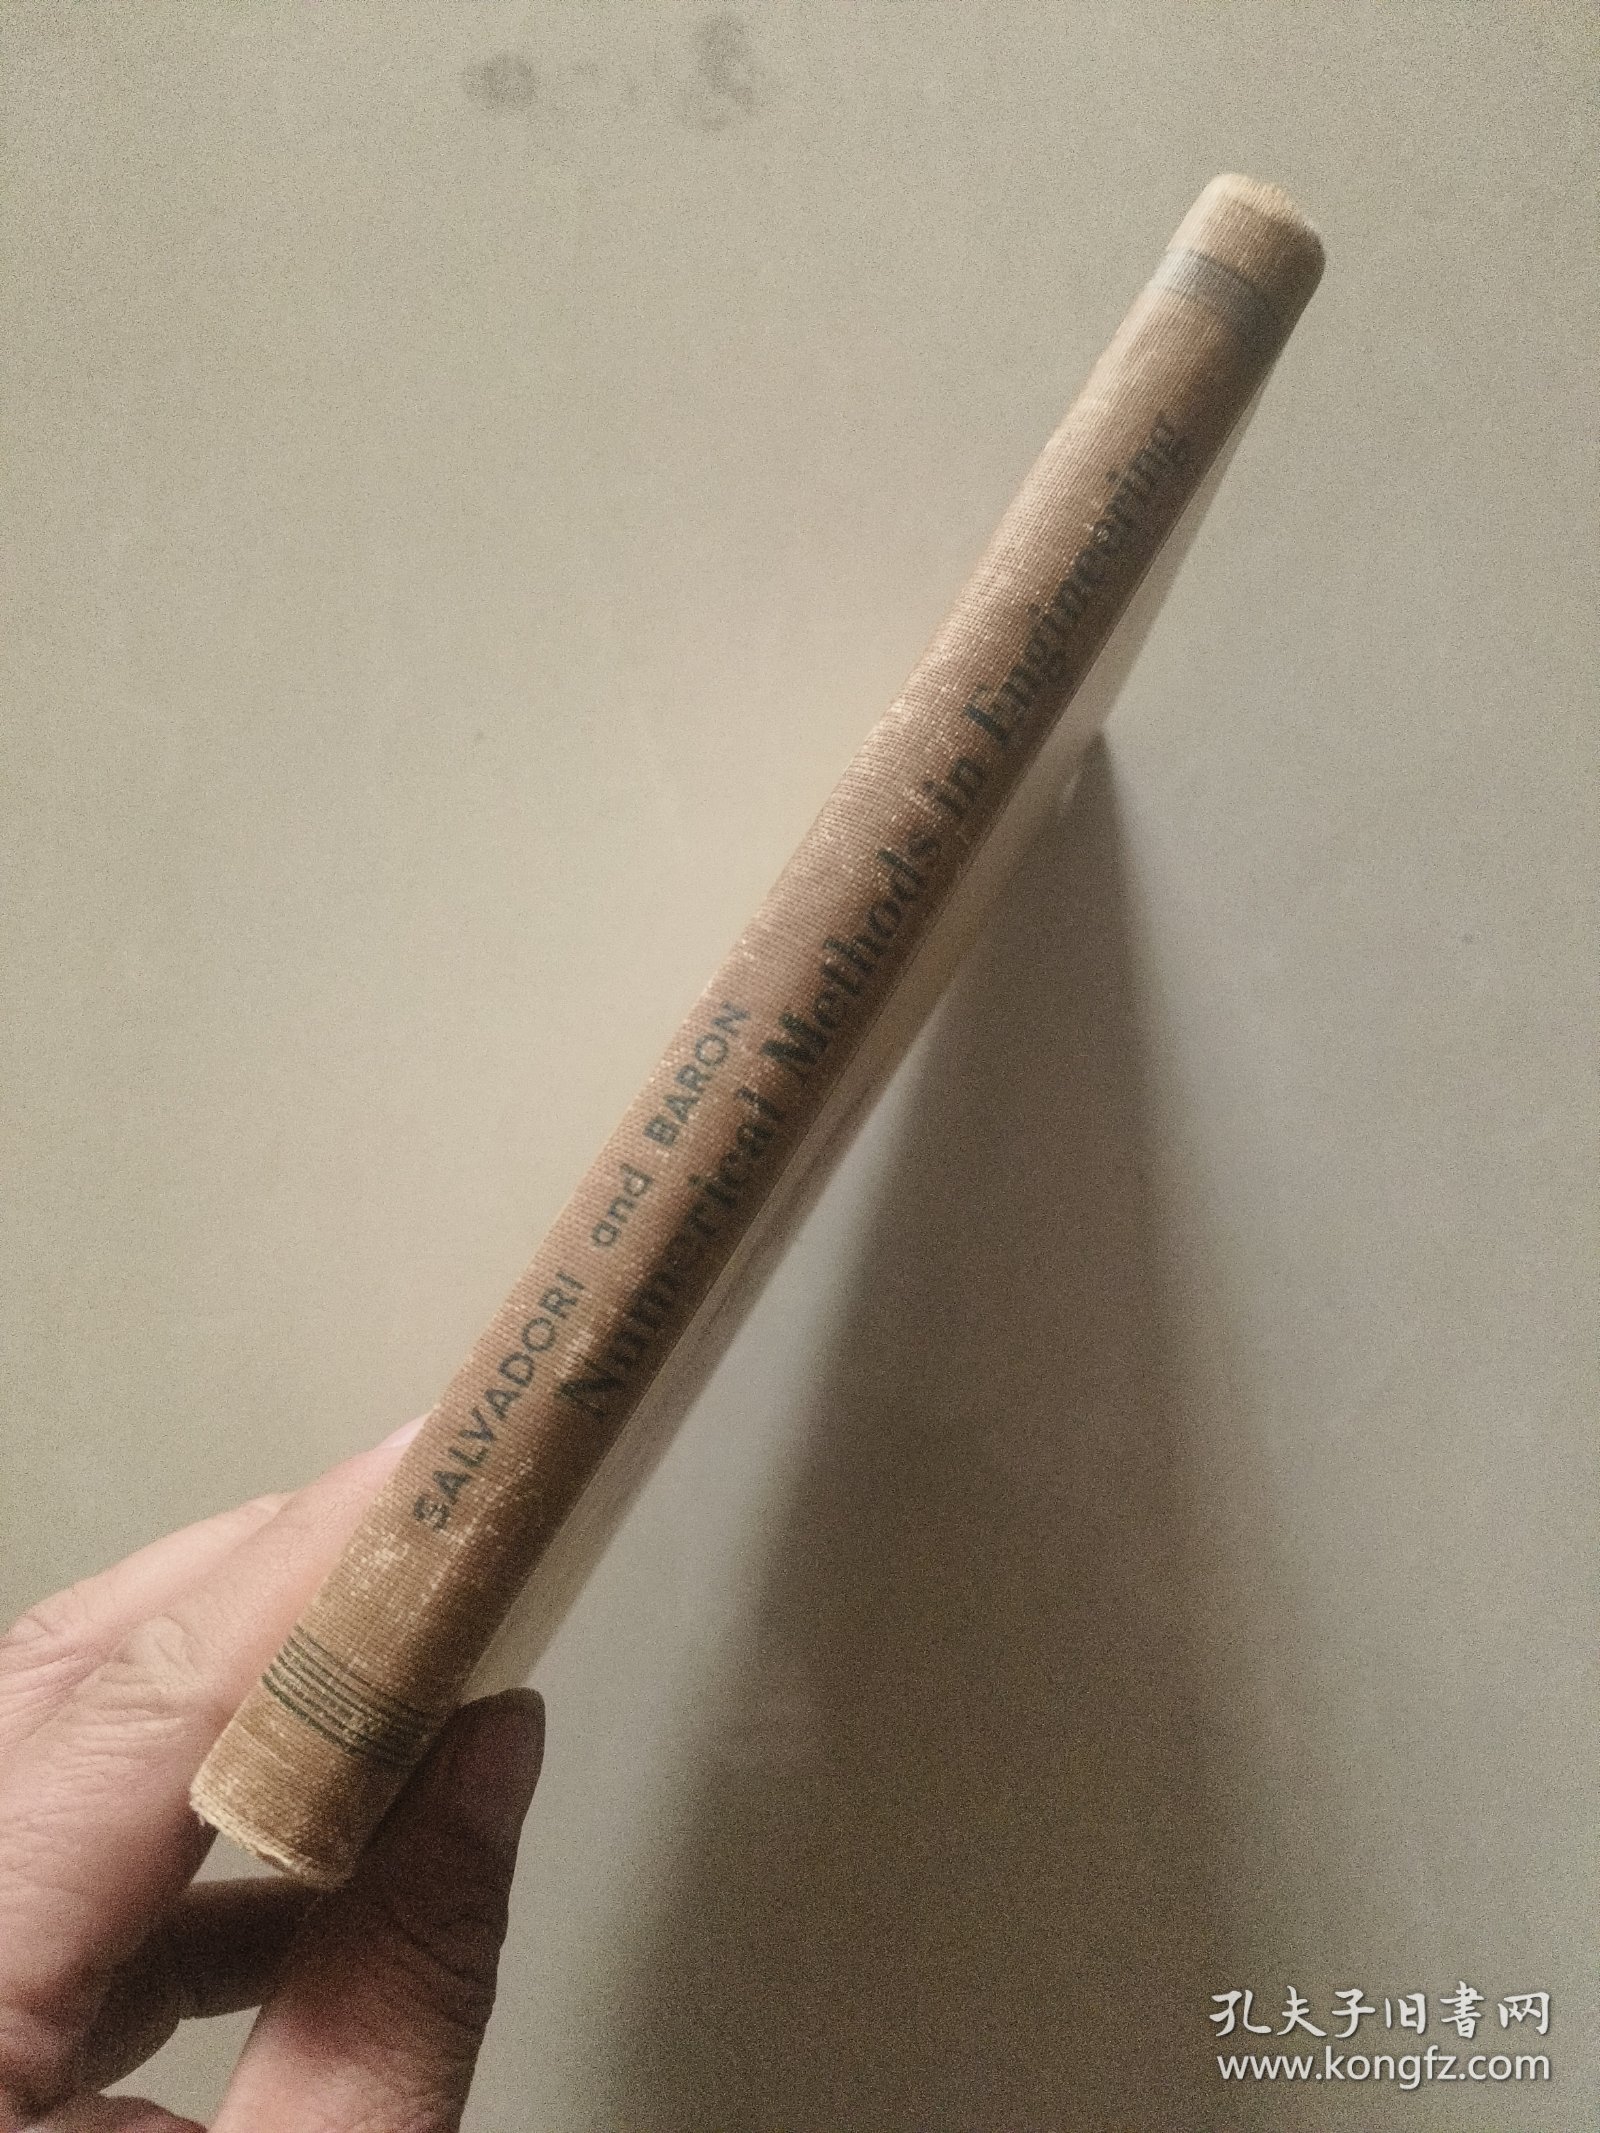 SALVADORI and BARON
Numerical Methods in Engineering
孔夫子旧书网
www.kongfz.com